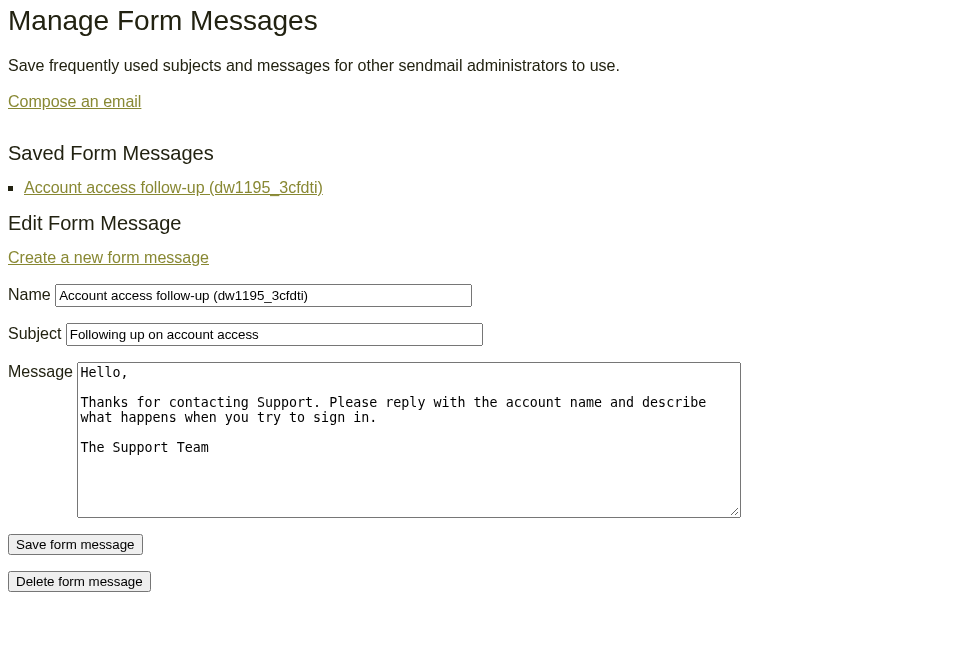 Manage Form Messages
Save frequently used subjects and messages for other sendmail administrators to use.
Compose an email
Saved Form Messages
Account access follow-up (dw1195_3cfdti)
Edit Form Message
Create a new form message
Name Account access follow-up (dw1195_3cfdti)
Subject Following up on account access
Message Hello,
Thanks for contacting Support. Please reply with the account name and describe
what happens when you try to sign in.
The Support Team
Save form message
Delete form message